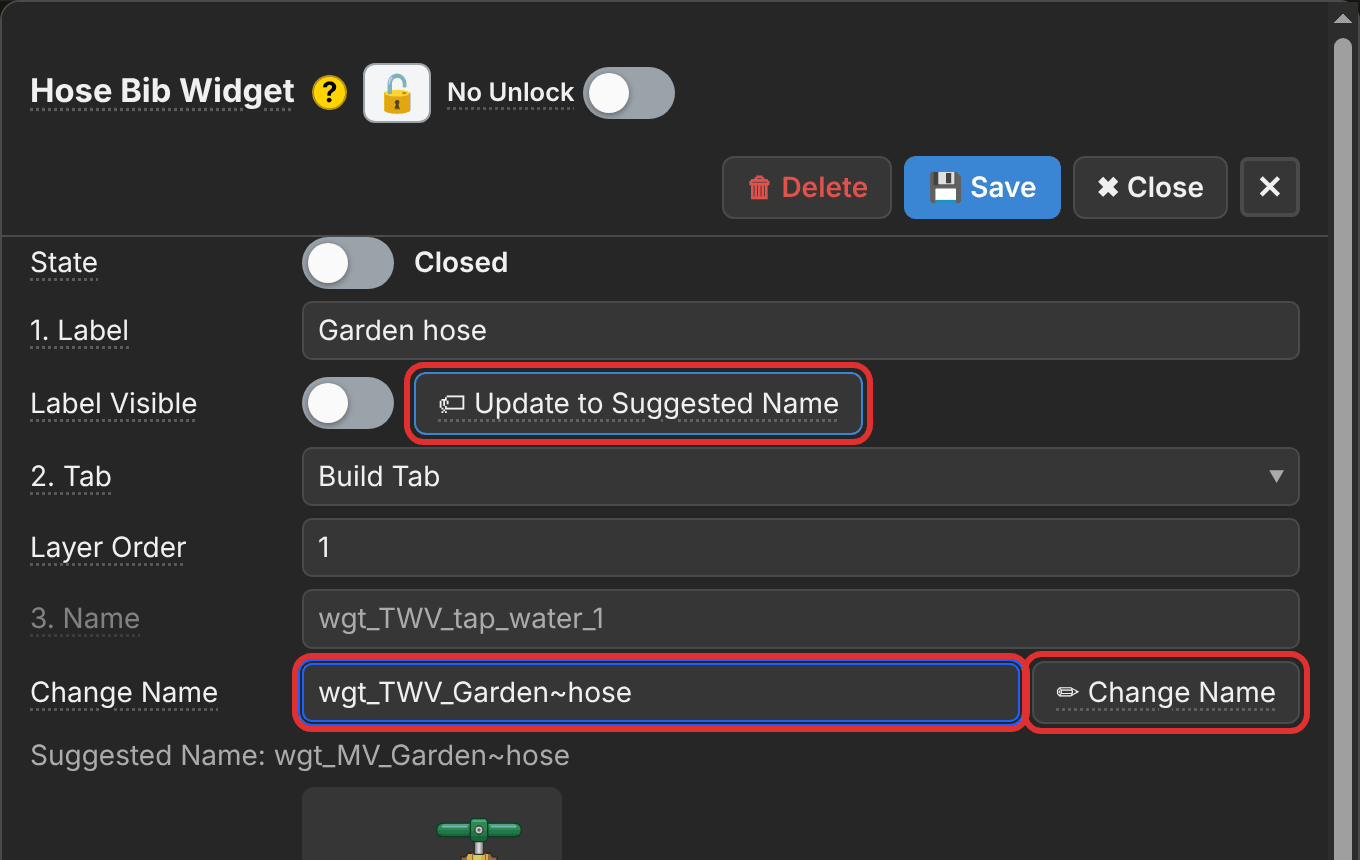 Hose Bib Widget ? No Unlock
Delete Save ✖ Close ✕
State Closed
1. Label Garden hose
Label Visible Update to Suggested Name
2. Tab Build Tab ▼
Layer Order 1
3. Name wgt_TWV_tap_water_1
Change Name wgt_TWV_Garden~hose ✏ Change Name
Suggested Name: wgt_MV_Garden~hose